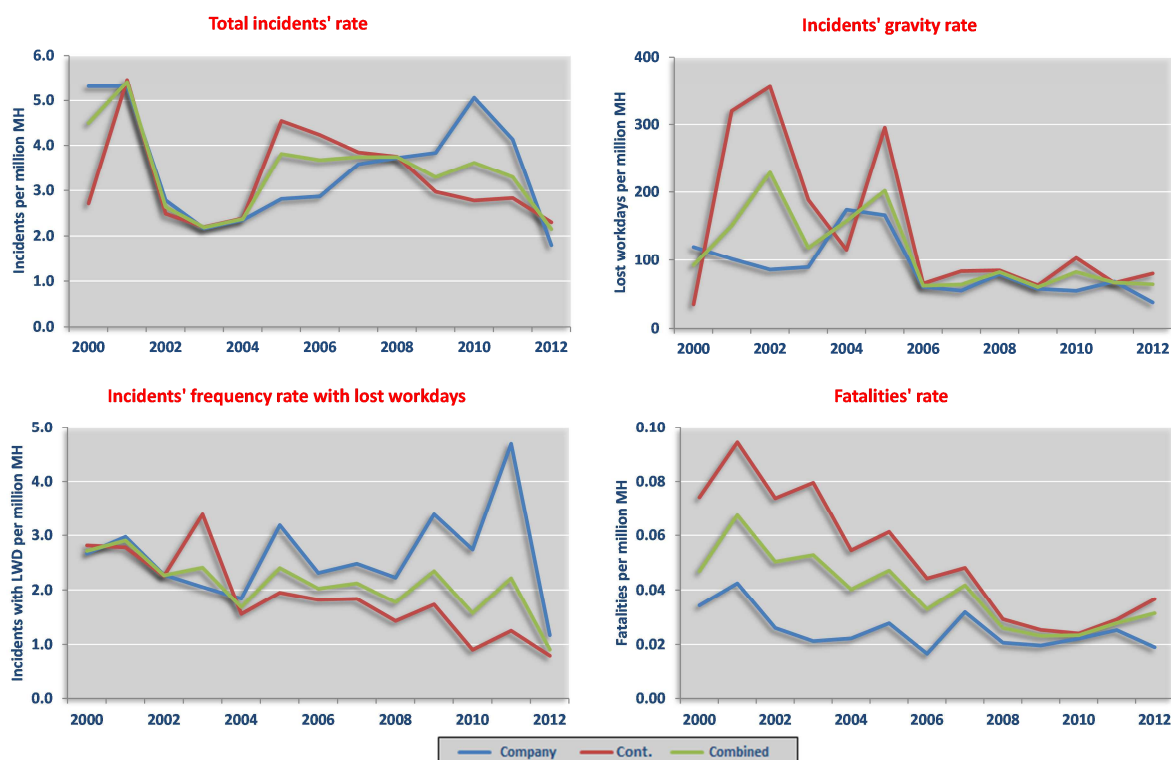 Total incidents' rate
Incidents per million MH
6.0
5.0
4.0
3.0
2.0
1.0
0.0
2000 2002 2004 2006 2008 2010 2012
Incidents' gravity rate
Lost workdays per million MH
400
300
200
100
0
2000 2002 2004 2006 2008 2010 2012
Incidents' frequency rate with lost workdays
Incidents with LWD per million MH
5.0
4.0
3.0
2.0
1.0
0.0
2000 2002 2004 2006 2008 2010 2012
Fatalities' rate
Fatalities per million MH
0.10
0.08
0.06
0.04
0.02
0.00
2000 2002 2004 2006 2008 2010 2012
Company Cont. Combined